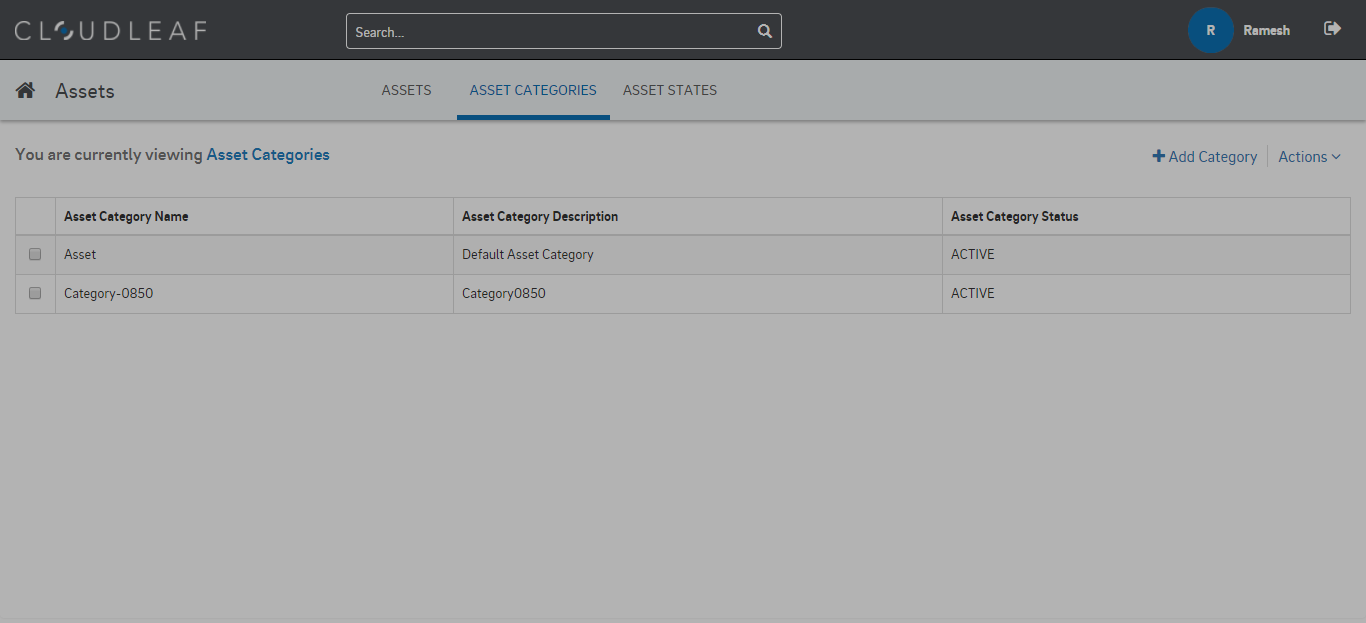 CLOUDLEAF Search... R Ramesh
Assets ASSETS ASSET CATEGORIES ASSET STATES
You are currently viewing Asset Categories Add Category Actions
Asset Category Name Asset Category Description Asset Category Status
Asset Default Asset Category ACTIVE
Category-0850 Category0850 ACTIVE